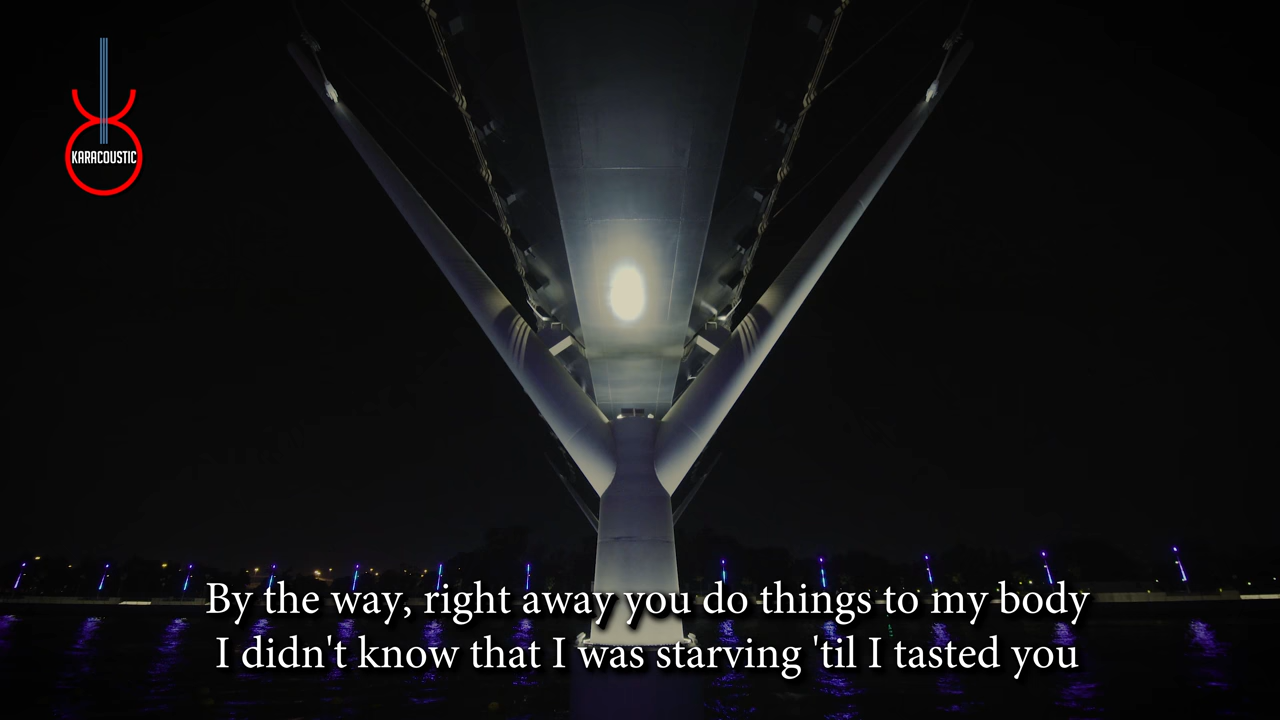 KARACOUSTIC
By the way, right away you do things to my body
I didn't know that I was starving 'til I tasted you